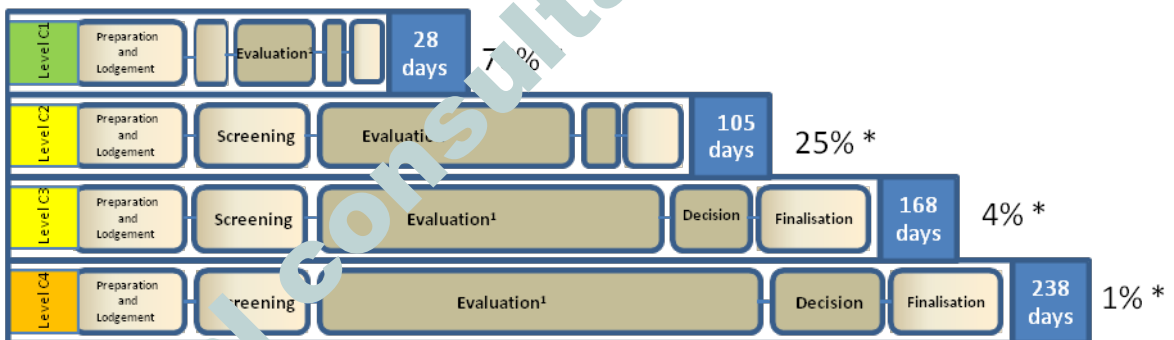 Level C1
Preparation
and
Lodgement
Evaluation¹
28
days
Level C2
Preparation
and
Lodgement
Screening
105
days
25% *
Level C3
Preparation
and
Lodgement
Screening
Evaluation¹
Decision
Finalisation
168
days
4% *
Level C4
Preparation
and
Lodgement
Evaluation¹
Decision
Finalisation
238
days
1% *
consulta